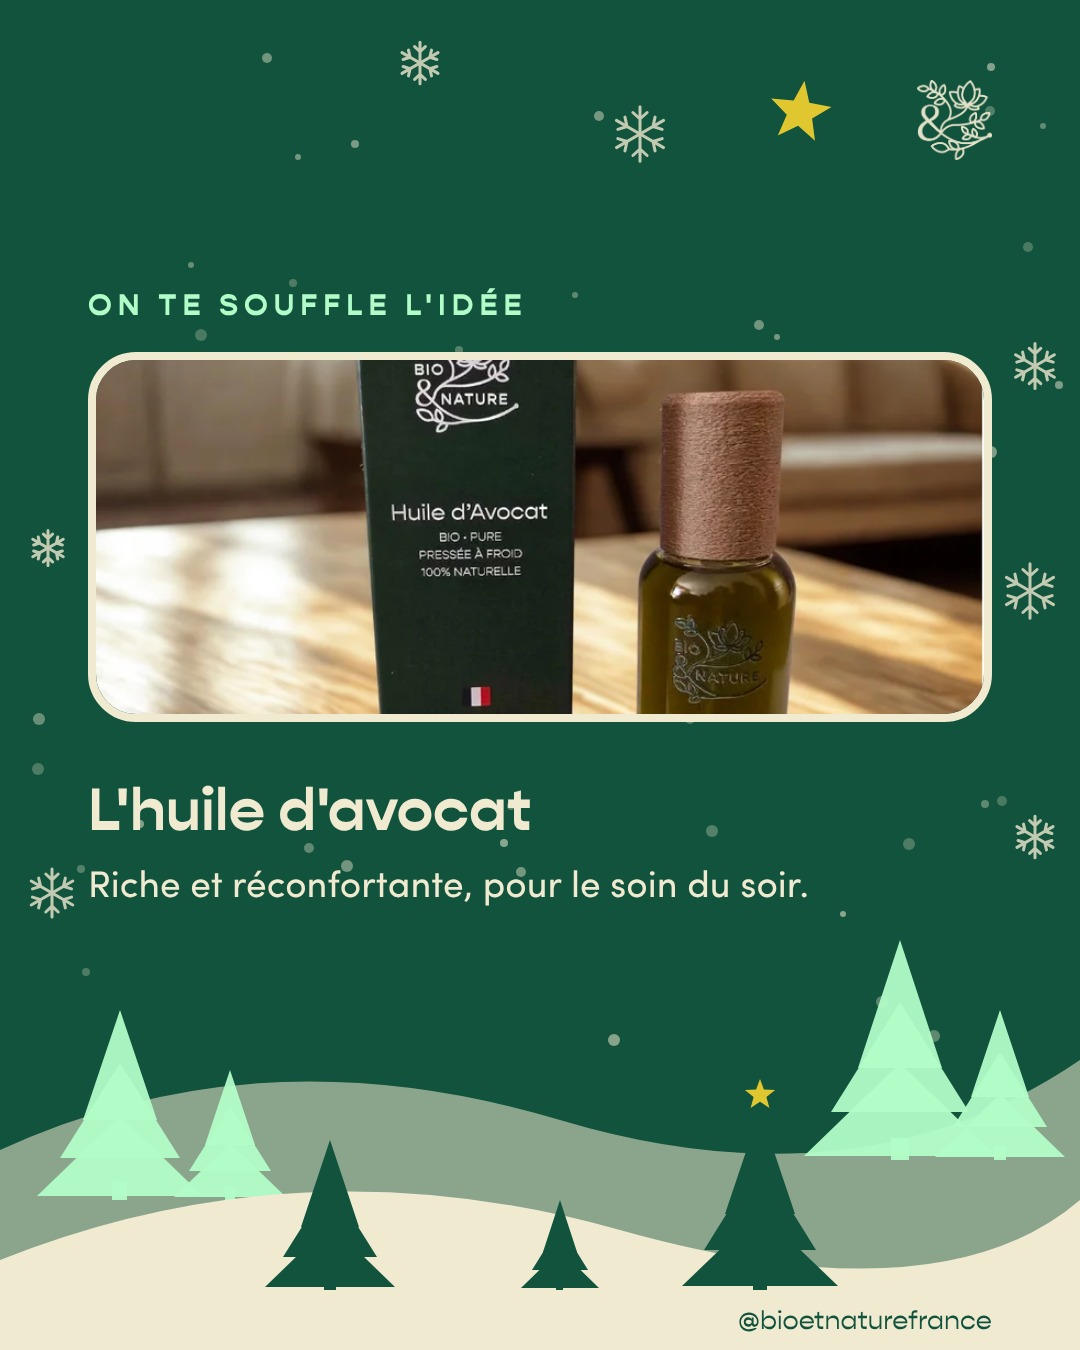 &
ON TE SOUFFLE L'IDÉE
BIO
& NATURE
Huile d'Avocat
BIO • PURE
PRESSÉE À FROID
100% NATURELLE
BIO
& NATURE
L'huile d'avocat
Riche et réconfortante, pour le soin du soir.
@bioetnaturefrance